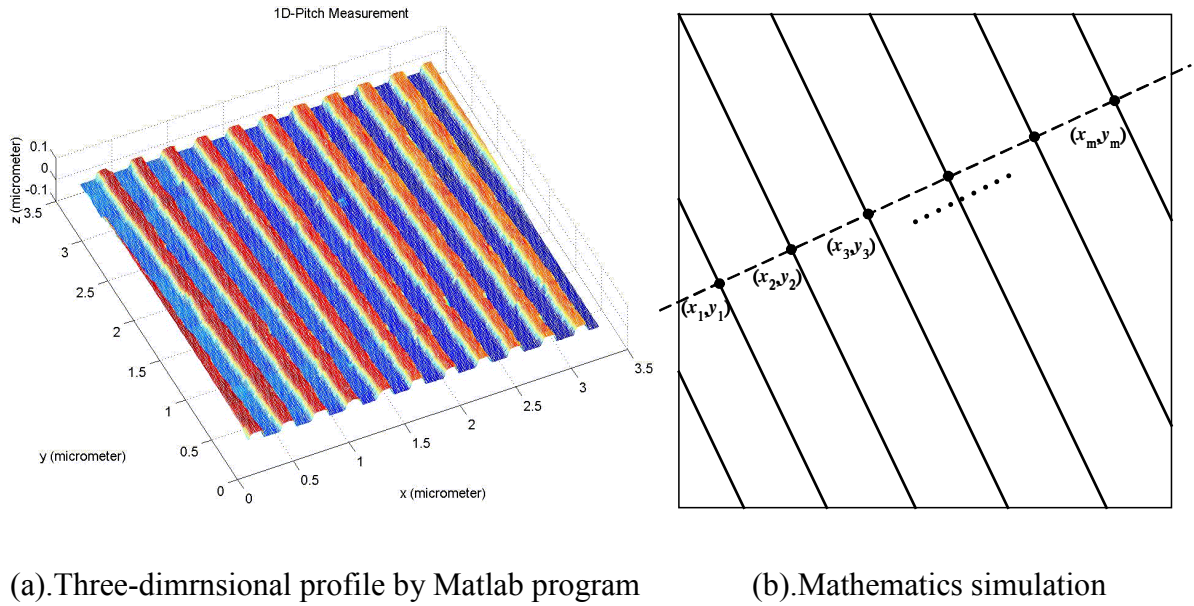 1D-Pitch Measurement
z (micrometer)
0.1
0
-0.1
3.5
3
2.5
2
1.5
1
0.5
0
y (micrometer)
0
0.5
1
1.5
2
2.5
3
3.5
x (micrometer)
(x1,y1)
(x2,y2)
(x3,y3)
(xm,ym)
(a).Three-dimrnsional profile by Matlab program
(b).Mathematics simulation